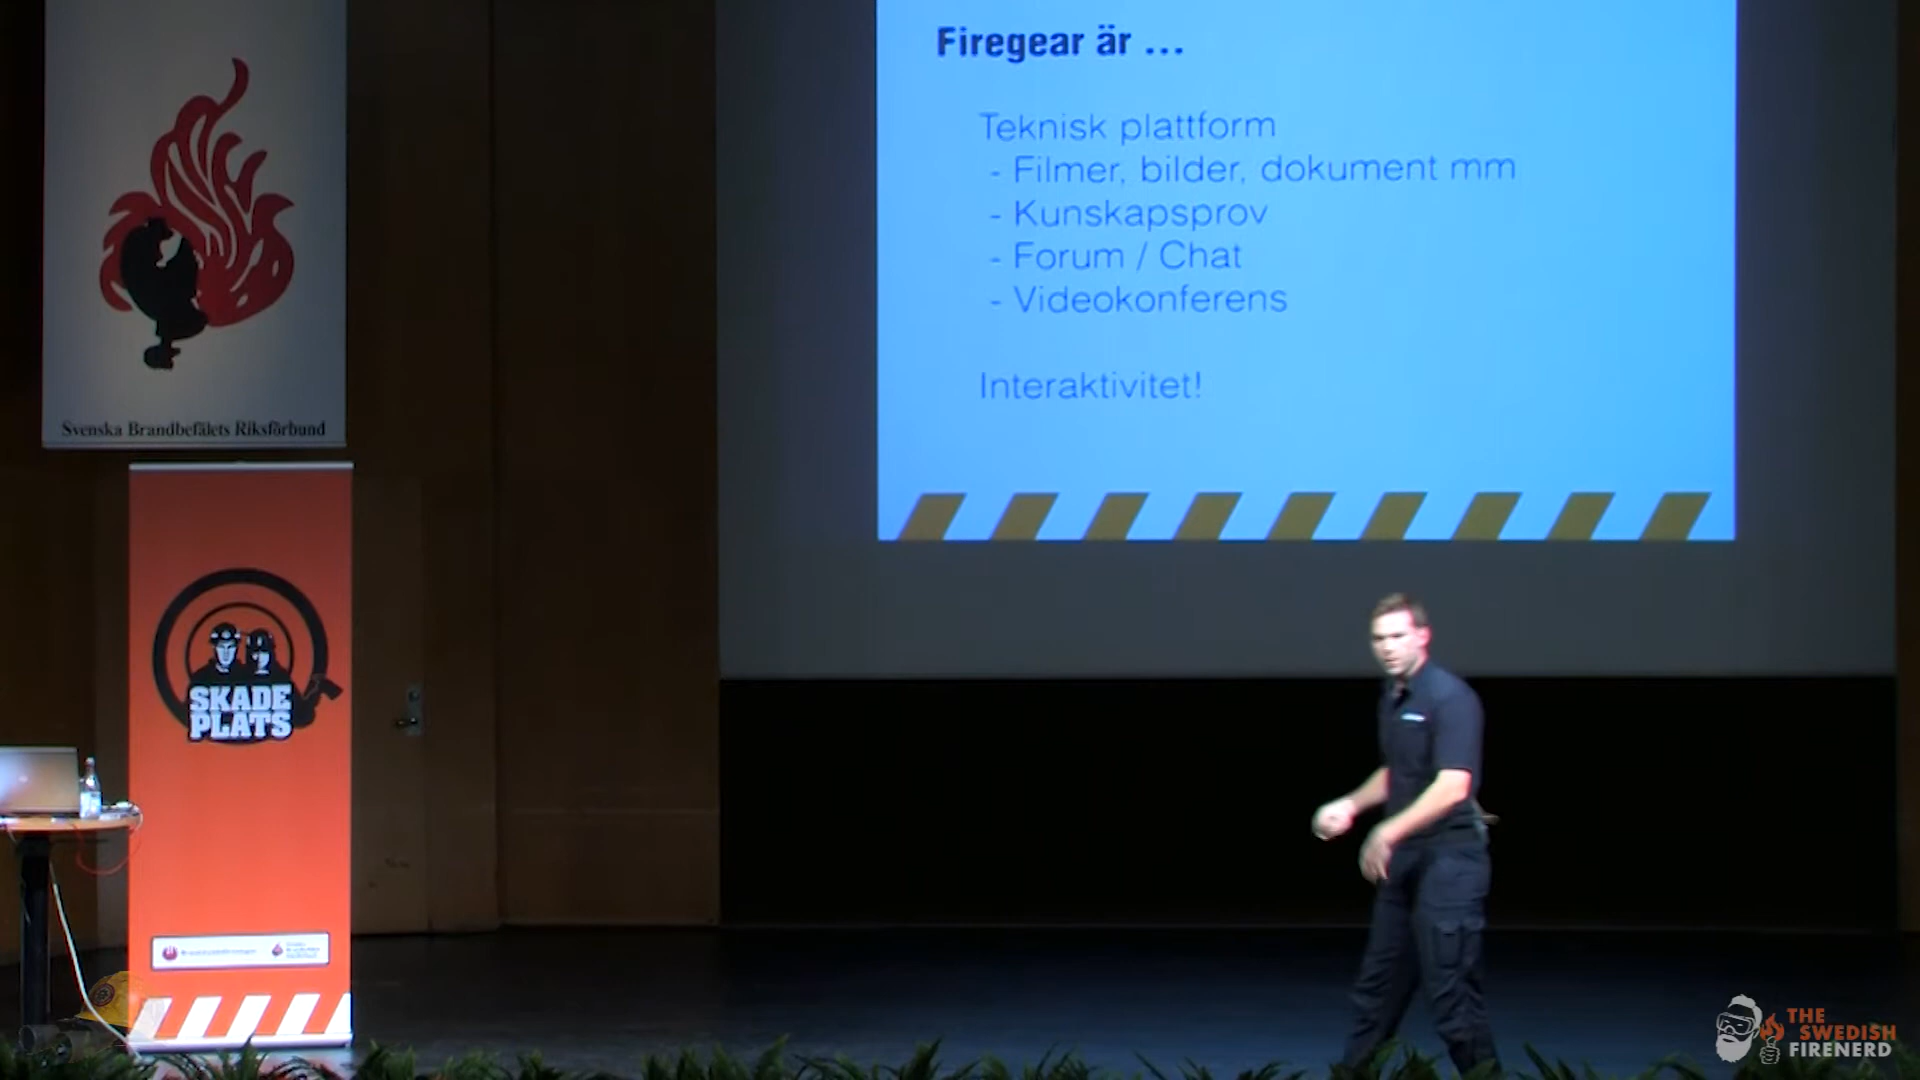 Firegear är ...
Teknisk plattform
- Filmer, bilder, dokument mm
- Kunskapsprov
- Forum / Chat
- Videokonferens
Interaktivitet!
Svenska Brandbefälets Riksförbund
SKADE
PLATS
THE
SWEDISH
FIRENERD